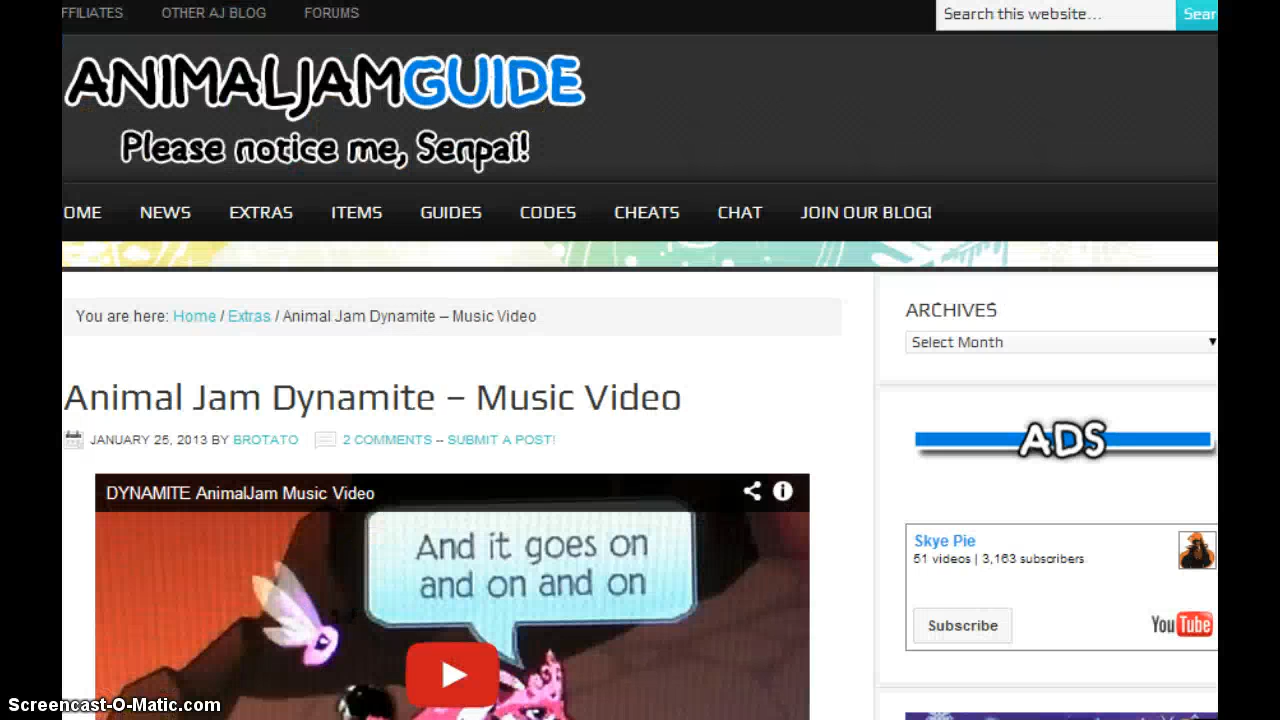 FFILIATES OTHER AJ BLOG FORUMS
Search this website... Sear
ANIMALJAMGUIDE
Please notice me, Senpai!
OME NEWS EXTRAS ITEMS GUIDES CODES CHEATS CHAT JOIN OUR BLOG!
You are here: Home / Extras / Animal Jam Dynamite – Music Video
Animal Jam Dynamite – Music Video
JANUARY 25, 2013 BY BROTATO 2 COMMENTS -- SUBMIT A POST!
DYNAMITE AnimalJam Music Video
And it goes on
and on and on
ARCHIVES
Select Month
ADS
Skye Pie
51 videos | 3,163 subscribers
Subscribe
YouTube
Screencast-O-Matic.com